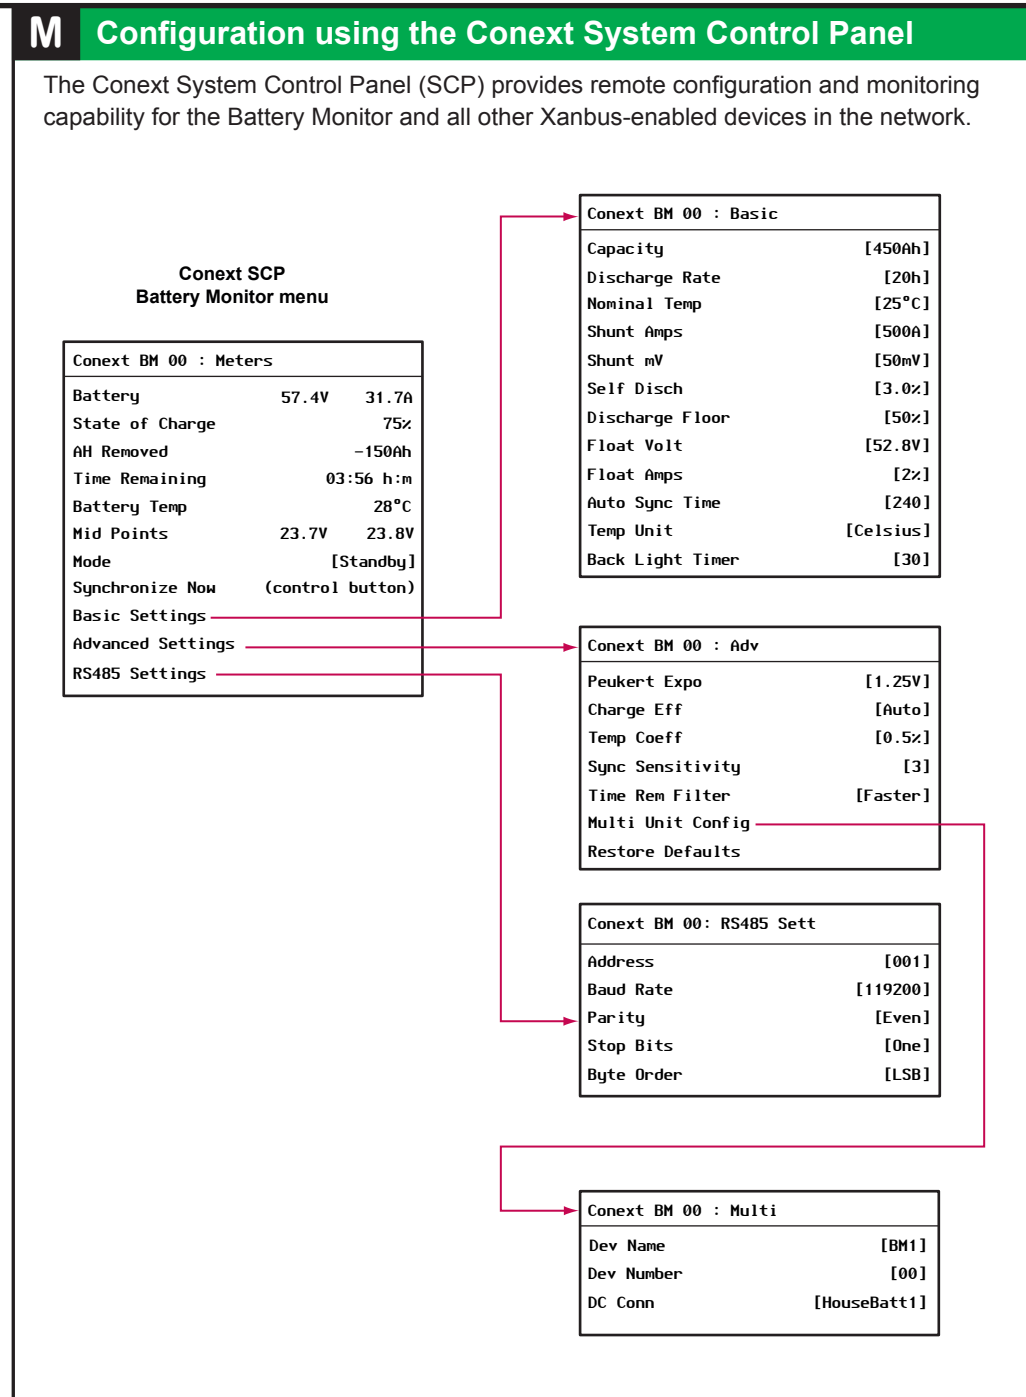 M Configuration using the Conext System Control Panel
The Conext System Control Panel (SCP) provides remote configuration and monitoring
capability for the Battery Monitor and all other Xanbus-enabled devices in the network.
Conext SCP
Battery Monitor menu
Conext BM 00 : Meters
Battery 57.4V 31.7A
State of Charge 75%
AH Removed -150Ah
Time Remaining 03:56 h:m
Battery Temp 28°C
Mid Points 23.7V 23.8V
Mode [Standby]
Synchronize Now (control button)
Basic Settings
Advanced Settings
RS485 Settings
Conext BM 00 : Basic
Capacity [450Ah]
Discharge Rate [20h]
Nominal Temp [25°C]
Shunt Amps [500A]
Shunt mV [50mV]
Self Disch [3.0%]
Discharge Floor [50%]
Float Volt [52.8V]
Float Amps [2%]
Auto Sync Time [240]
Temp Unit [Celsius]
Back Light Timer [30]
Conext BM 00 : Adv
Peukert Expo [1.25V]
Charge Eff [Auto]
Temp Coeff [0.5%]
Sync Sensitivity [3]
Time Rem Filter [Faster]
Multi Unit Config
Restore Defaults
Conext BM 00: RS485 Sett
Address [001]
Baud Rate [119200]
Parity [Even]
Stop Bits [One]
Byte Order [LSB]
Conext BM 00 : Multi
Dev Name [BM1]
Dev Number [00]
DC Conn [HouseBatt1]